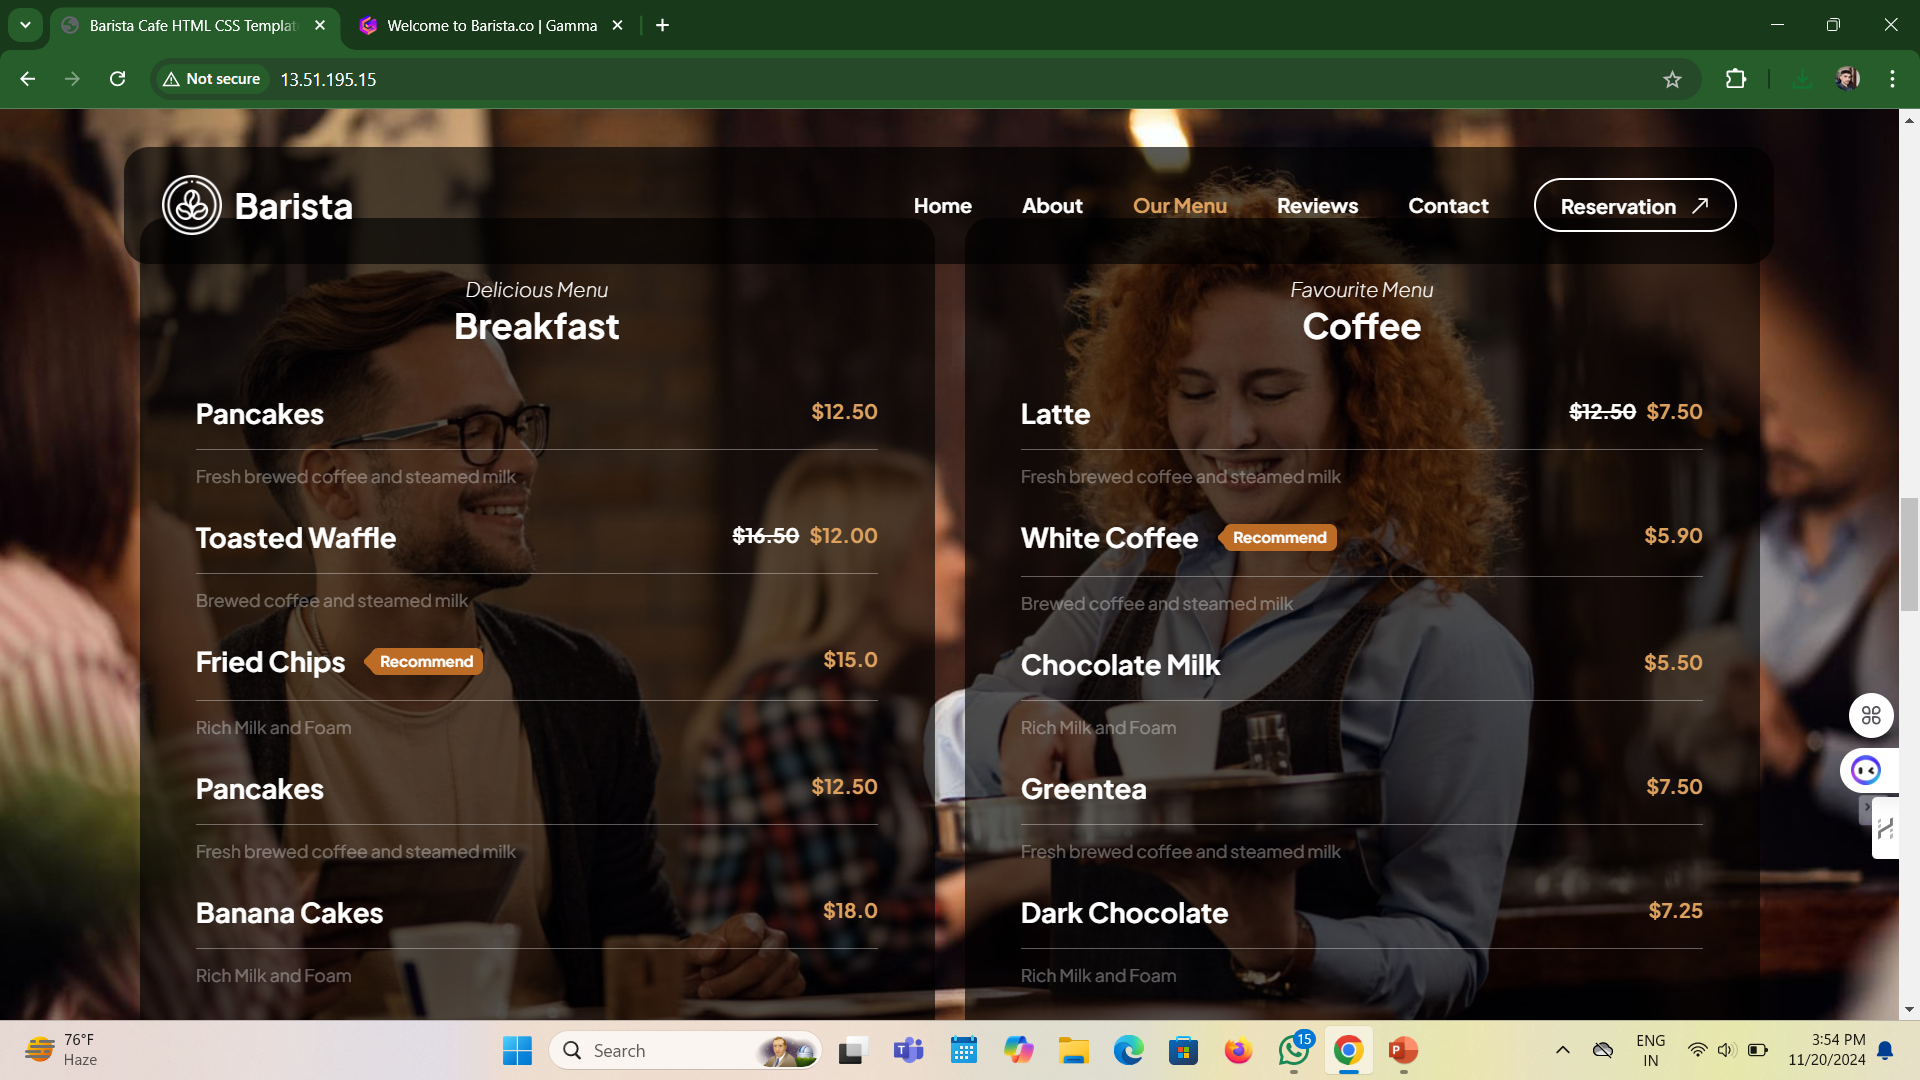 Barista Cafe HTML CSS Templat
Welcome to Barista.co | Gamma
Not secure
13.51.195.15
Barista
Home
About
Our Menu
Reviews
Contact
Reservation
Delicious Menu
Breakfast
Pancakes
$12.50
Fresh brewed coffee and steamed milk
Toasted Waffle
$16.50 $12.00
Brewed coffee and steamed milk
Fried Chips
Recommend
$15.0
Rich Milk and Foam
Pancakes
$12.50
Fresh brewed coffee and steamed milk
Banana Cakes
$18.0
Rich Milk and Foam
Favourite Menu
Coffee
Latte
$12.50 $7.50
Fresh brewed coffee and steamed milk
White Coffee
Recommend
$5.90
Brewed coffee and steamed milk
Chocolate Milk
$5.50
Rich Milk and Foam
Greentea
$7.50
Fresh brewed coffee and steamed milk
Dark Chocolate
$7.25
Rich Milk and Foam
76°F
Haze
Search
15
ENG
IN
3:54 PM
11/20/2024